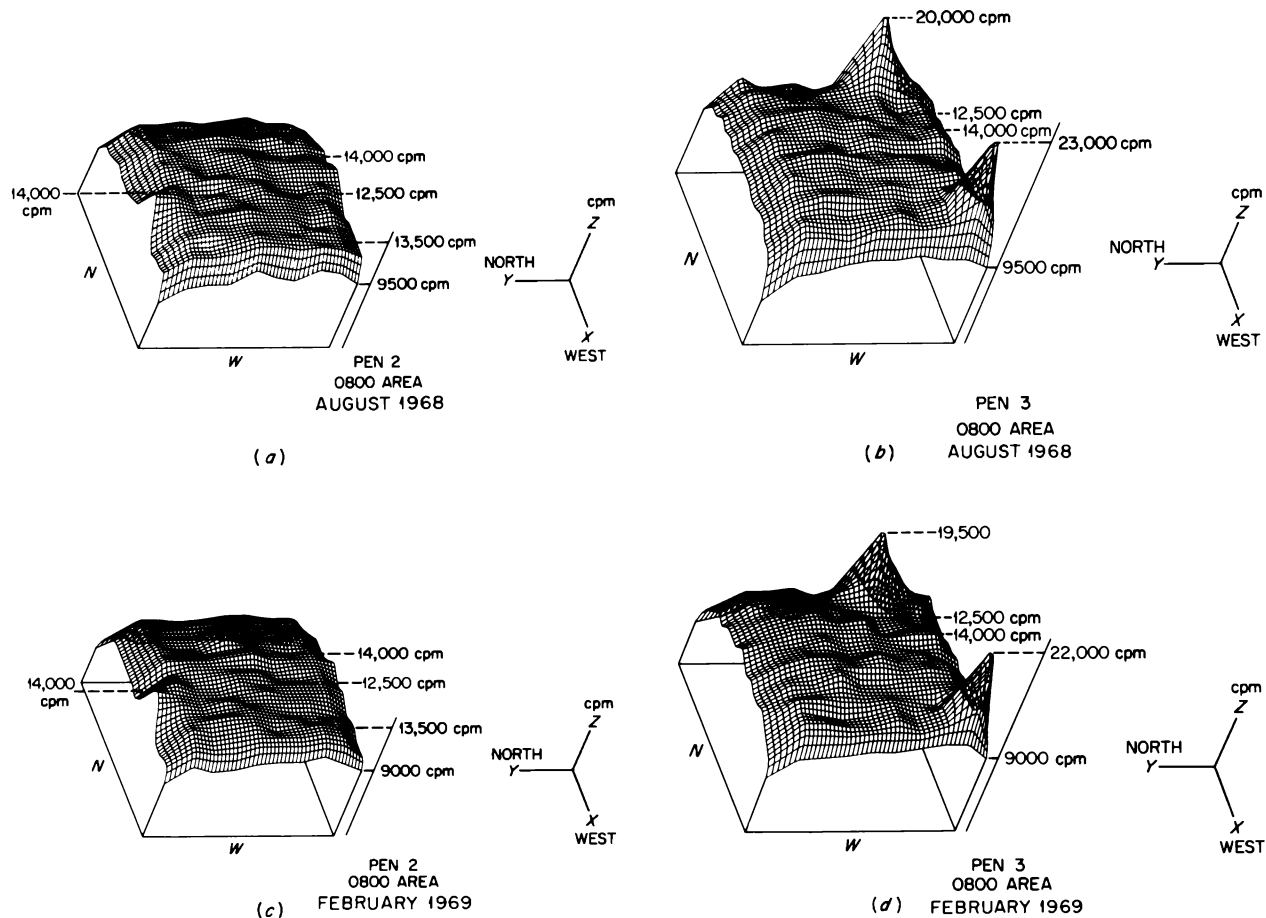 14,000 cpm
14,000
cpm
12,500 cpm
13,500 cpm
9500 cpm
N
W
cpm
Z
NORTH
Y
X
WEST
PEN 2
0800 AREA
AUGUST 1968
(a)
20,000 cpm
12,500 cpm
14,000 cpm
23,000 cpm
9500 cpm
N
W
cpm
Z
NORTH
Y
X
WEST
PEN 3
0800 AREA
AUGUST 1968
(b)
14,000 cpm
14,000
cpm
12,500 cpm
13,500 cpm
9000 cpm
N
W
cpm
Z
NORTH
Y
X
WEST
PEN 2
0800 AREA
FEBRUARY 1969
(c)
19,500
12,500 cpm
14,000 cpm
22,000 cpm
9000 cpm
N
W
cpm
Z
NORTH
Y
X
WEST
PEN 3
0800 AREA
FEBRUARY 1969
(d)